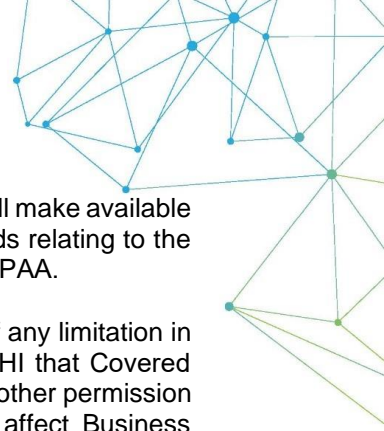 ll make available
ds relating to the
PAA.
any limitation in
HI that Covered
other permission
affect Business